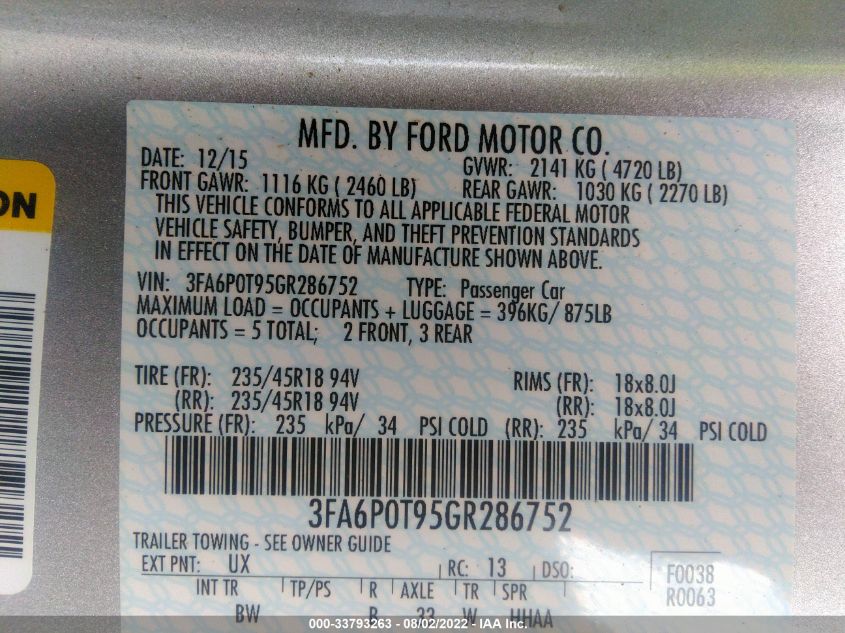 MFD. BY FORD MOTOR CO.
DATE: 12/15 GVWR: 2141 KG ( 4720 LB)
FRONT GAWR: 1116 KG ( 2460 LB) REAR GAWR: 1030 KG ( 2270 LB)
THIS VEHICLE CONFORMS TO ALL APPLICABLE FEDERAL MOTOR
VEHICLE SAFETY, BUMPER, AND THEFT PREVENTION STANDARDS
IN EFFECT ON THE DATE OF MANUFACTURE SHOWN ABOVE.
ON
VIN: 3FA6P0T95GR286752 TYPE: Passenger Car
MAXIMUM LOAD = OCCUPANTS + LUGGAGE = 396KG/ 875LB
OCCUPANTS = 5 TOTAL; 2 FRONT, 3 REAR
TIRE (FR): 235/45R18 94V RIMS (FR): 18x8.0J
(RR): 235/45R18 94V (RR): 18x8.0J
PRESSURE (FR): 235 kPa/ 34 PSI COLD (RR): 235 kPa/ 34 PSI COLD
3FA6P0T95GR286752
TRAILER TOWING - SEE OWNER GUIDE
EXT PNT: UX RC: 13 DSO: F0038
R0063
INT TR TP/PS R AXLE TR SPR
BW 23 W HHAA
000-33793263 - 08/02/2022 - IAA Inc.